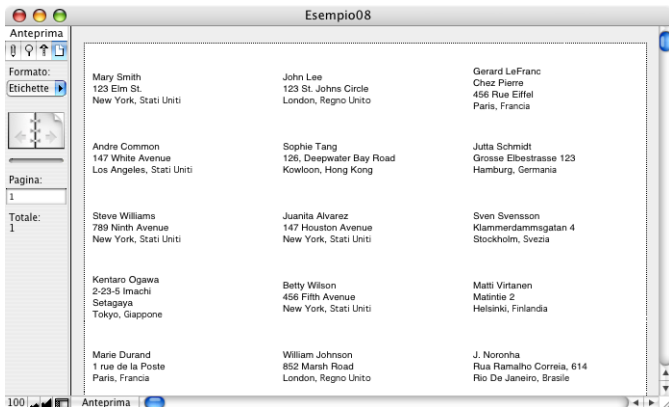 Esempio08
Anteprima
Formato:
Etichette
Pagina:
1
Totale:
1
Mary Smith
123 Elm St.
New York, Stati Uniti
John Lee
123 St. Johns Circle
London, Regno Unito
Gerard LeFranc
Chez Pierre
456 Rue Eiffel
Paris, Francia
Andre Common
147 White Avenue
Los Angeles, Stati Uniti
Sophie Tang
126, Deepwater Bay Road
Kowloon, Hong Kong
Jutta Schmidt
Grosse Elbestrasse 123
Hamburg, Germania
Steve Williams
789 Ninth Avenue
New York, Stati Uniti
Juanita Alvarez
147 Houston Avenue
New York, Stati Uniti
Sven Svensson
Klammerdammsgatan 4
Stockholm, Svezia
Kentaro Ogawa
2-23-5 Imachi
Setagaya
Tokyo, Giappone
Betty Wilson
456 Fifth Avenue
New York, Stati Uniti
Matti Virtanen
Matintie 2
Helsinki, Finlandia
Marie Durand
1 rue de la Poste
Paris, Francia
William Johnson
852 Marsh Road
London, Regno Unito
J. Noronha
Rua Ramalho Correia, 614
Rio De Janeiro, Brasile
100
Anteprima